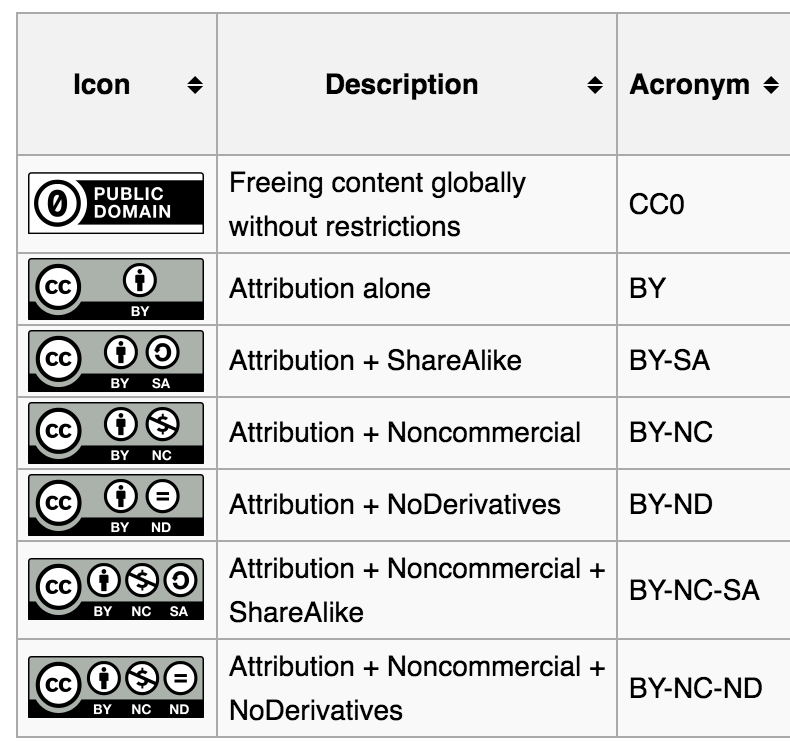 Icon Description Acronym
0 PUBLIC DOMAIN Freeing content globally without restrictions CC0
cc BY Attribution alone BY
cc BY SA Attribution + ShareAlike BY-SA
cc BY NC Attribution + Noncommercial BY-NC
cc BY ND Attribution + NoDerivatives BY-ND
cc BY NC SA Attribution + Noncommercial + ShareAlike BY-NC-SA
cc BY NC ND Attribution + Noncommercial + NoDerivatives BY-NC-ND